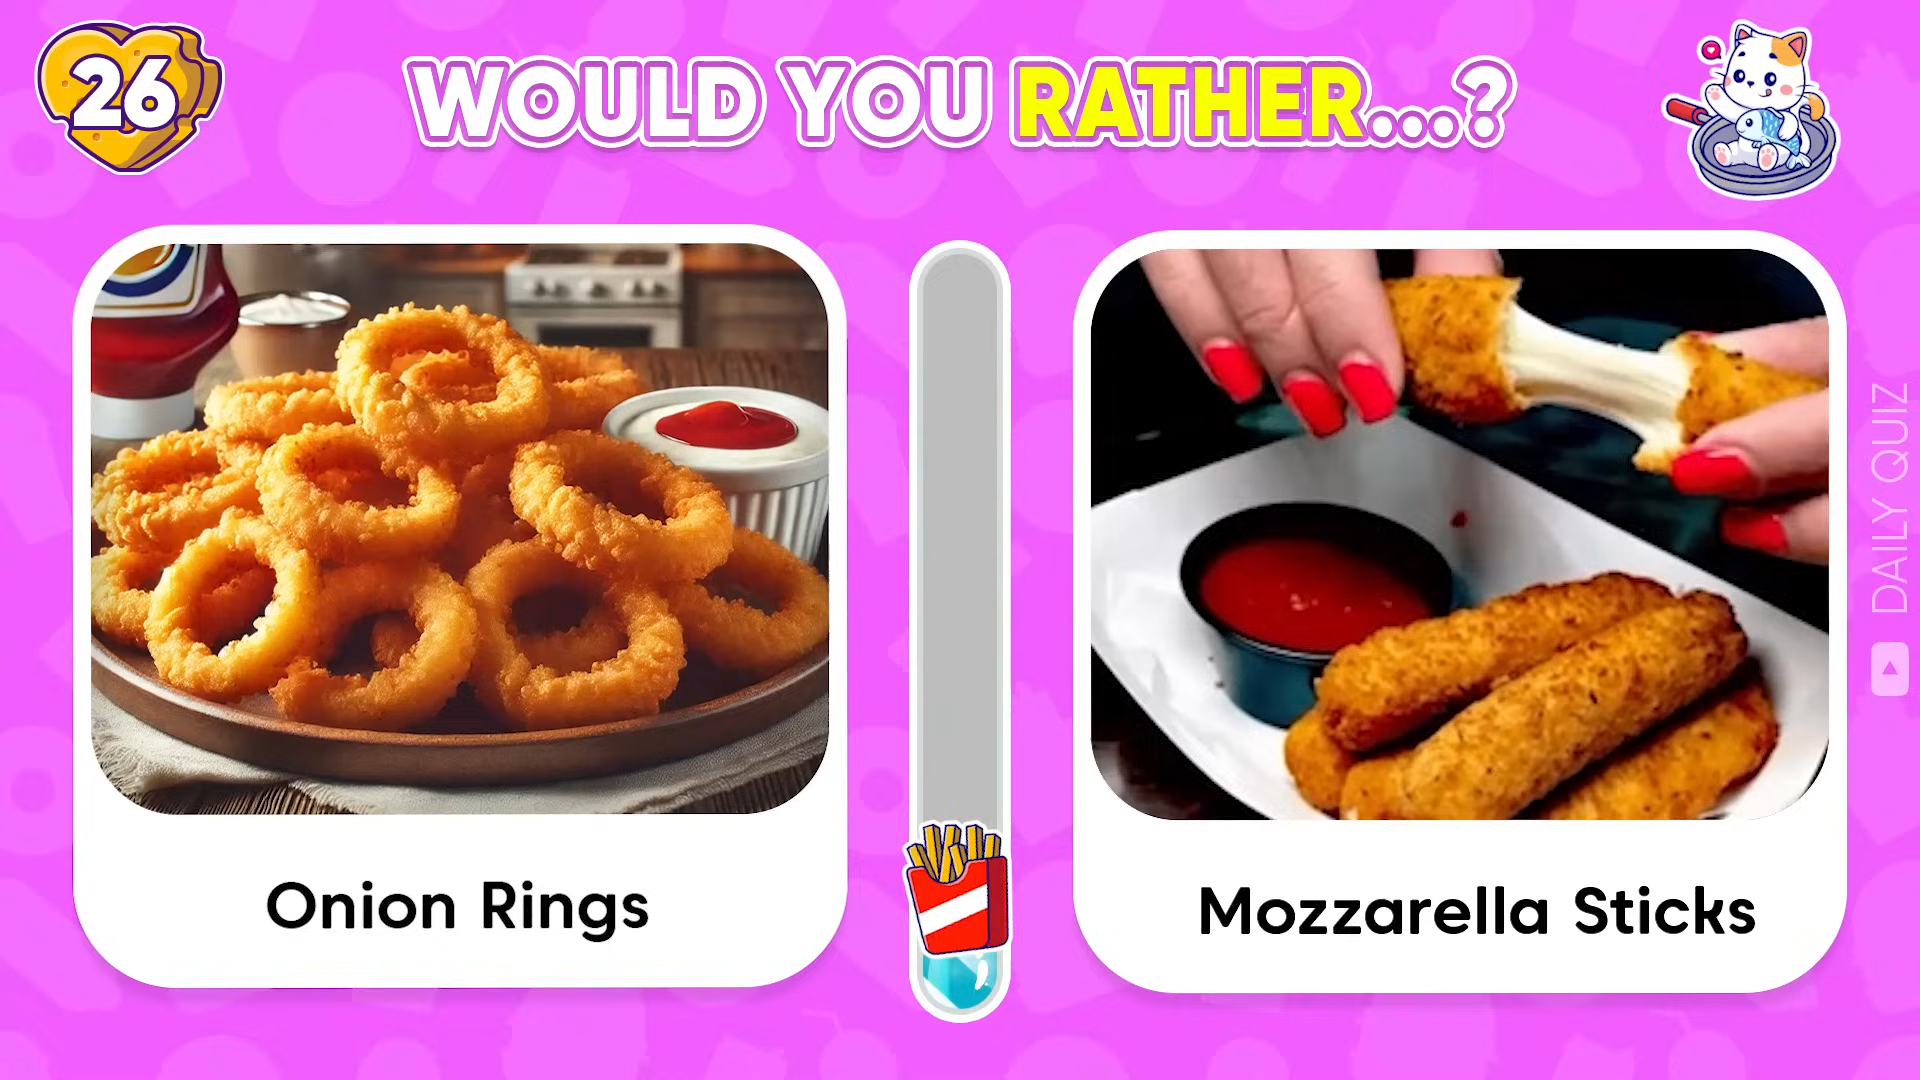 26
WOULD YOU RATHER...?
Onion Rings
Mozzarella Sticks
DAILY QUIZ